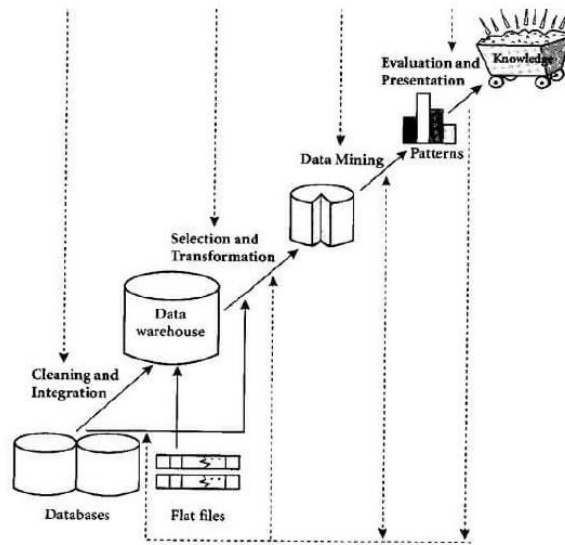 Evaluation and
Presentation
Knowledge
Patterns
Data Mining
Selection and
Transformation
Data
warehouse
Cleaning and
Integration
Databases
Flat files